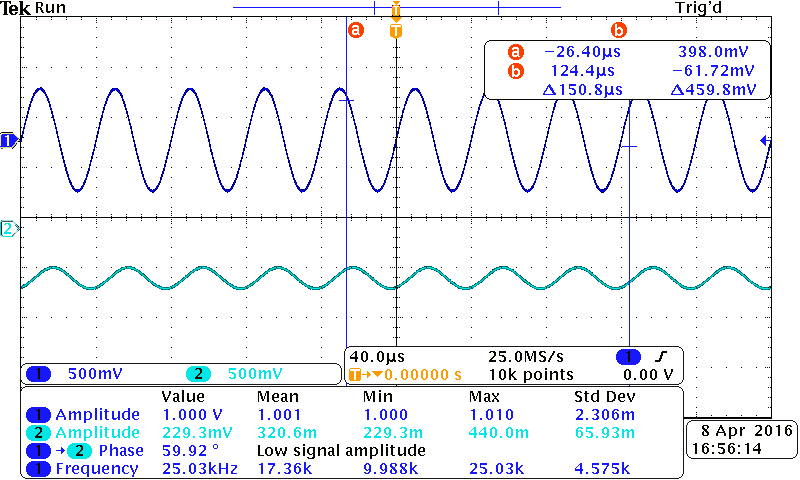 Tek Run Trig'd
T
a b
T
a −26.40µs 398.0mV
b 124.4µs −61.72mV
Δ150.8µs Δ459.8mV
1
2
1 500mV 2 500mV
40.0µs 25.0MS/s 1
T→▼0.00000 s 10k points 0.00 V
Value Mean Min Max Std Dev
1 Amplitude 1.000 V 1.001 1.000 1.010 2.306m
2 Amplitude 229.3mV 320.6m 229.3m 440.0m 65.93m
1 → 2 Phase 59.92 ° Low signal amplitude
1 Frequency 25.03kHz 17.36k 9.988k 25.03k 4.575k
8 Apr 2016
16:56:14